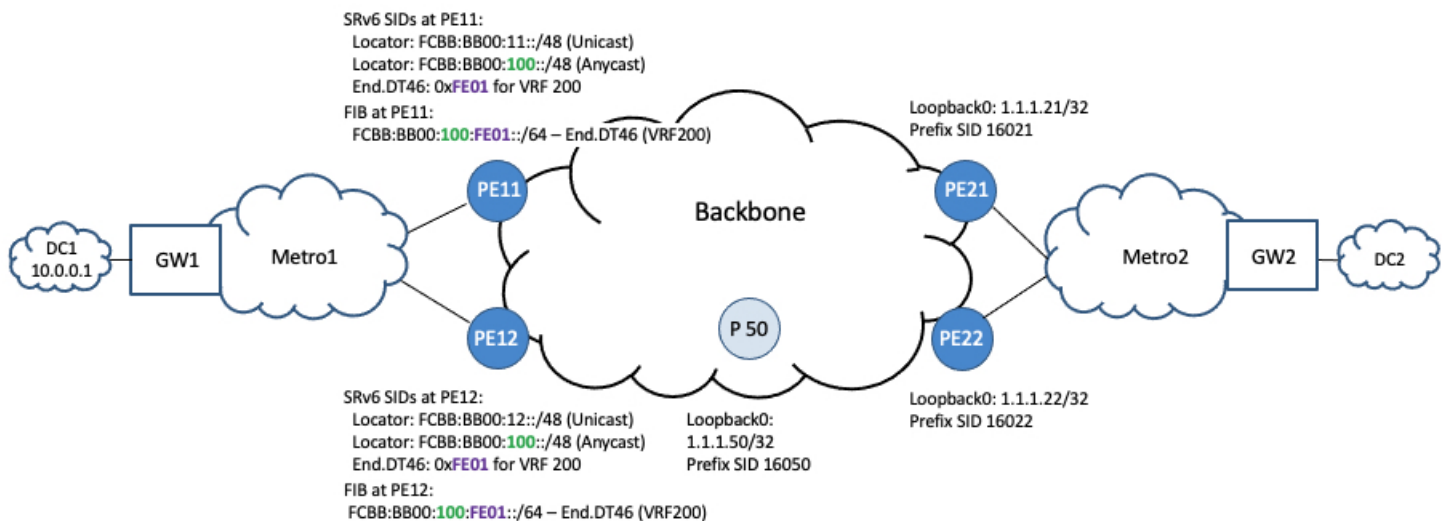 SRv6 SIDs at PE11:
Locator: FCBB:BB00:11::/48 (Unicast)
Locator: FCBB:BB00:100::/48 (Anycast)
End.DT46: 0xFE01 for VRF 200
FIB at PE11:
FCBB:BB00:100:FE01::/64 – End.DT46 (VRF200)
Loopback0: 1.1.1.21/32
Prefix SID 16021
PE11
PE21
Backbone
DC1
10.0.0.1
GW1
Metro1
Metro2
GW2
DC2
PE12
P 50
PE22
SRv6 SIDs at PE12:
Locator: FCBB:BB00:12::/48 (Unicast)
Locator: FCBB:BB00:100::/48 (Anycast)
End.DT46: 0xFE01 for VRF 200
FIB at PE12:
FCBB:BB00:100:FE01::/64 – End.DT46 (VRF200)
Loopback0:
1.1.1.50/32
Prefix SID 16050
Loopback0: 1.1.1.22/32
Prefix SID 16022